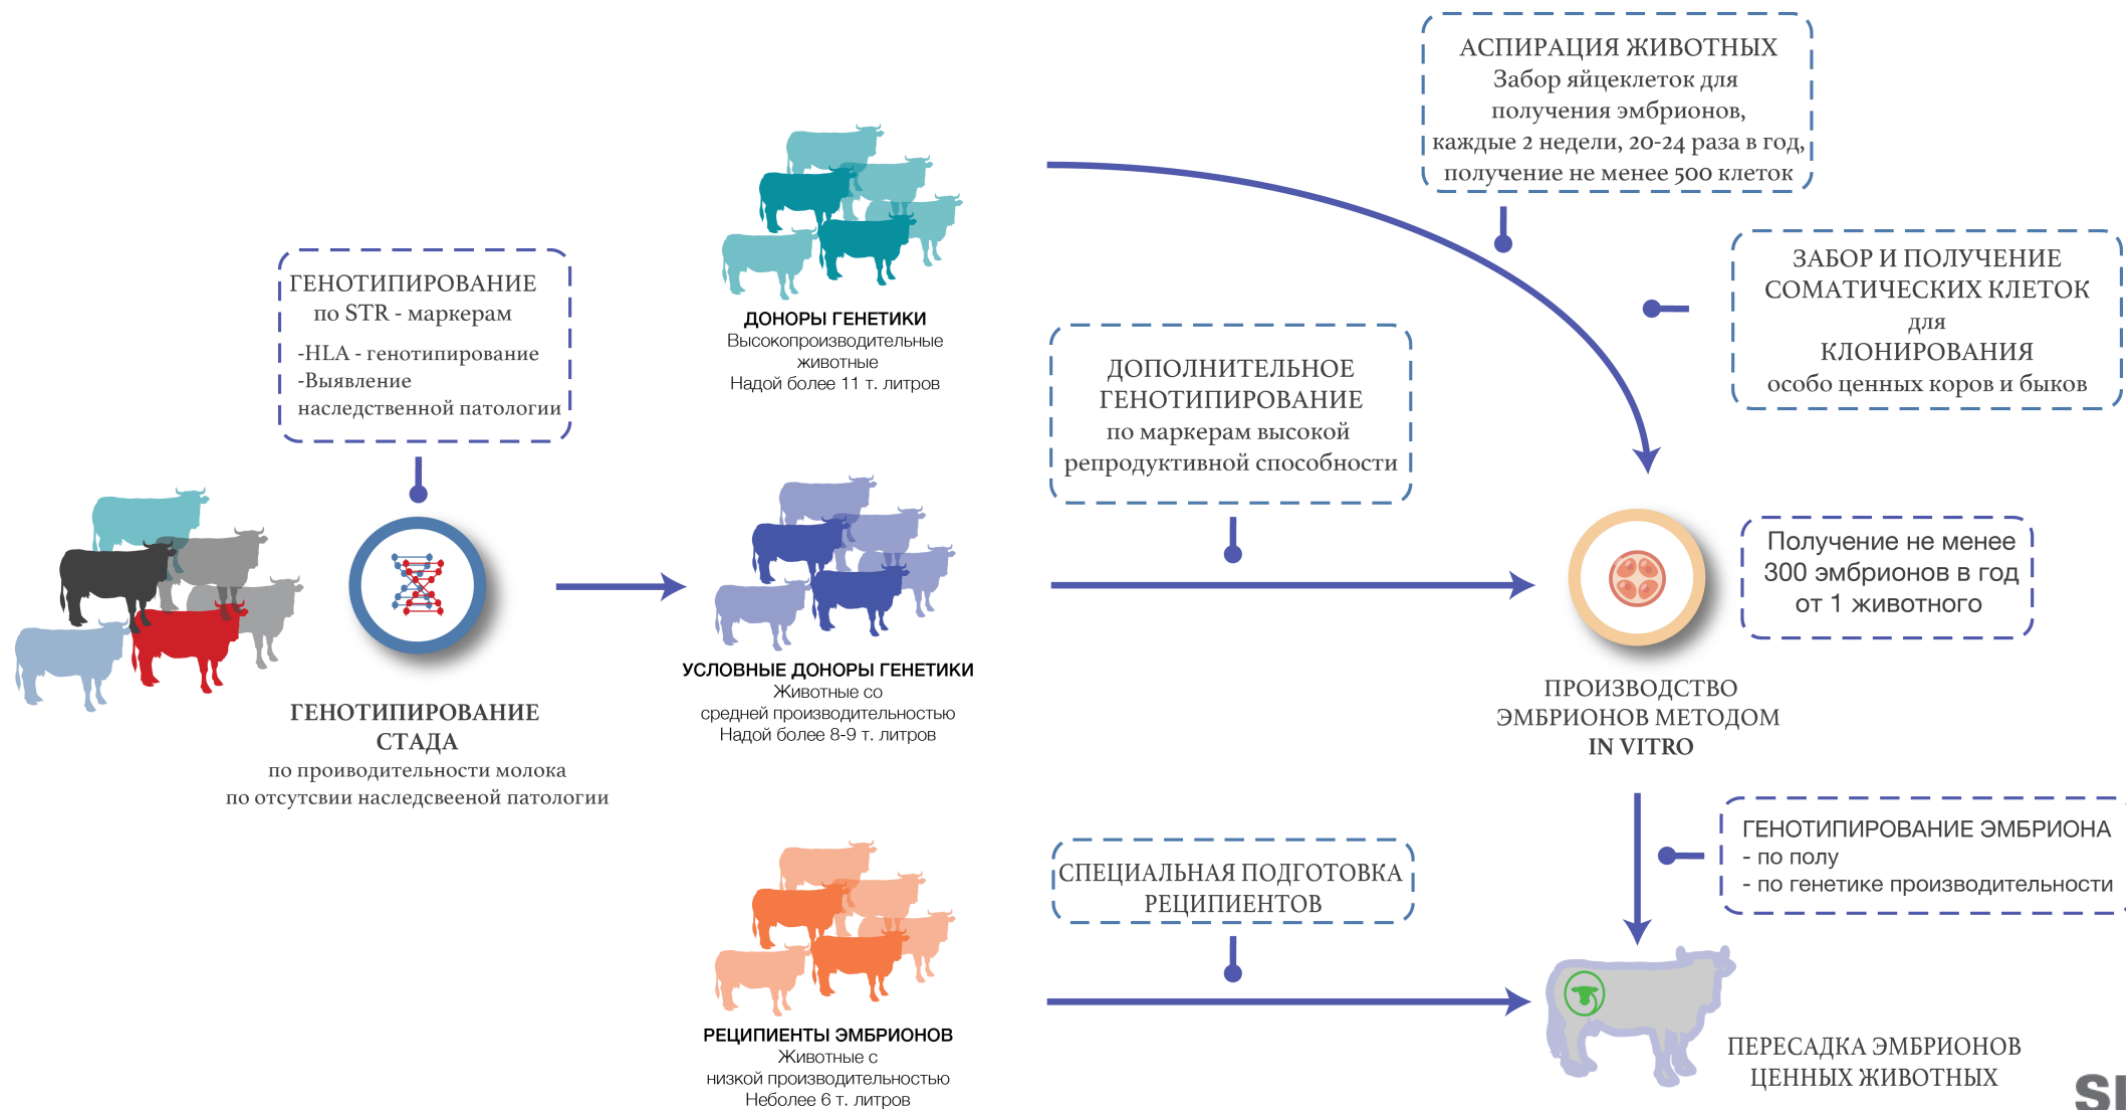 АСПИРАЦИЯ ЖИВОТНЫХ
Забор яйцеклеток для
получения эмбрионов,
каждые 2 недели, 20-24 раза в год,
получение не менее 500 клеток
ГЕНОТИПИРОВАНИЕ
по STR - маркерам
-HLA - генотипирование
-Выявление
наследственной патологии
ДОНОРЫ ГЕНЕТИКИ
Высокопроизводительные
животные
Надой более 11 т. литров
ЗАБОР И ПОЛУЧЕНИЕ
СОМАТИЧЕСКИХ КЛЕТОК
для
КЛОНИРОВАНИЯ
особо ценных коров и быков
ДОПОЛНИТЕЛЬНОЕ
ГЕНОТИПИРОВАНИЕ
по маркерам высокой
репродуктивной способности
Получение не менее
300 эмбрионов в год
от 1 животного
ГЕНОТИПИРОВАНИЕ
СТАДА
по проиводительности молока
по отсутсвии наследсвееной патологии
УСЛОВНЫЕ ДОНОРЫ ГЕНЕТИКИ
Животные со
средней производительностью
Надой более 8-9 т. литров
ПРОИЗВОДСТВО
ЭМБРИОНОВ МЕТОДОМ
IN VITRO
ГЕНОТИПИРОВАНИЕ ЭМБРИОНА
- по полу
- по генетике производительности
СПЕЦИАЛЬНАЯ ПОДГОТОВКА
РЕЦИПИЕНТОВ
РЕЦИПИЕНТЫ ЭМБРИОНОВ
Животные с
низкой производительностью
Неболее 6 т. литров
ПЕРЕСАДКА ЭМБРИОНОВ
ЦЕННЫХ ЖИВОТНЫХ